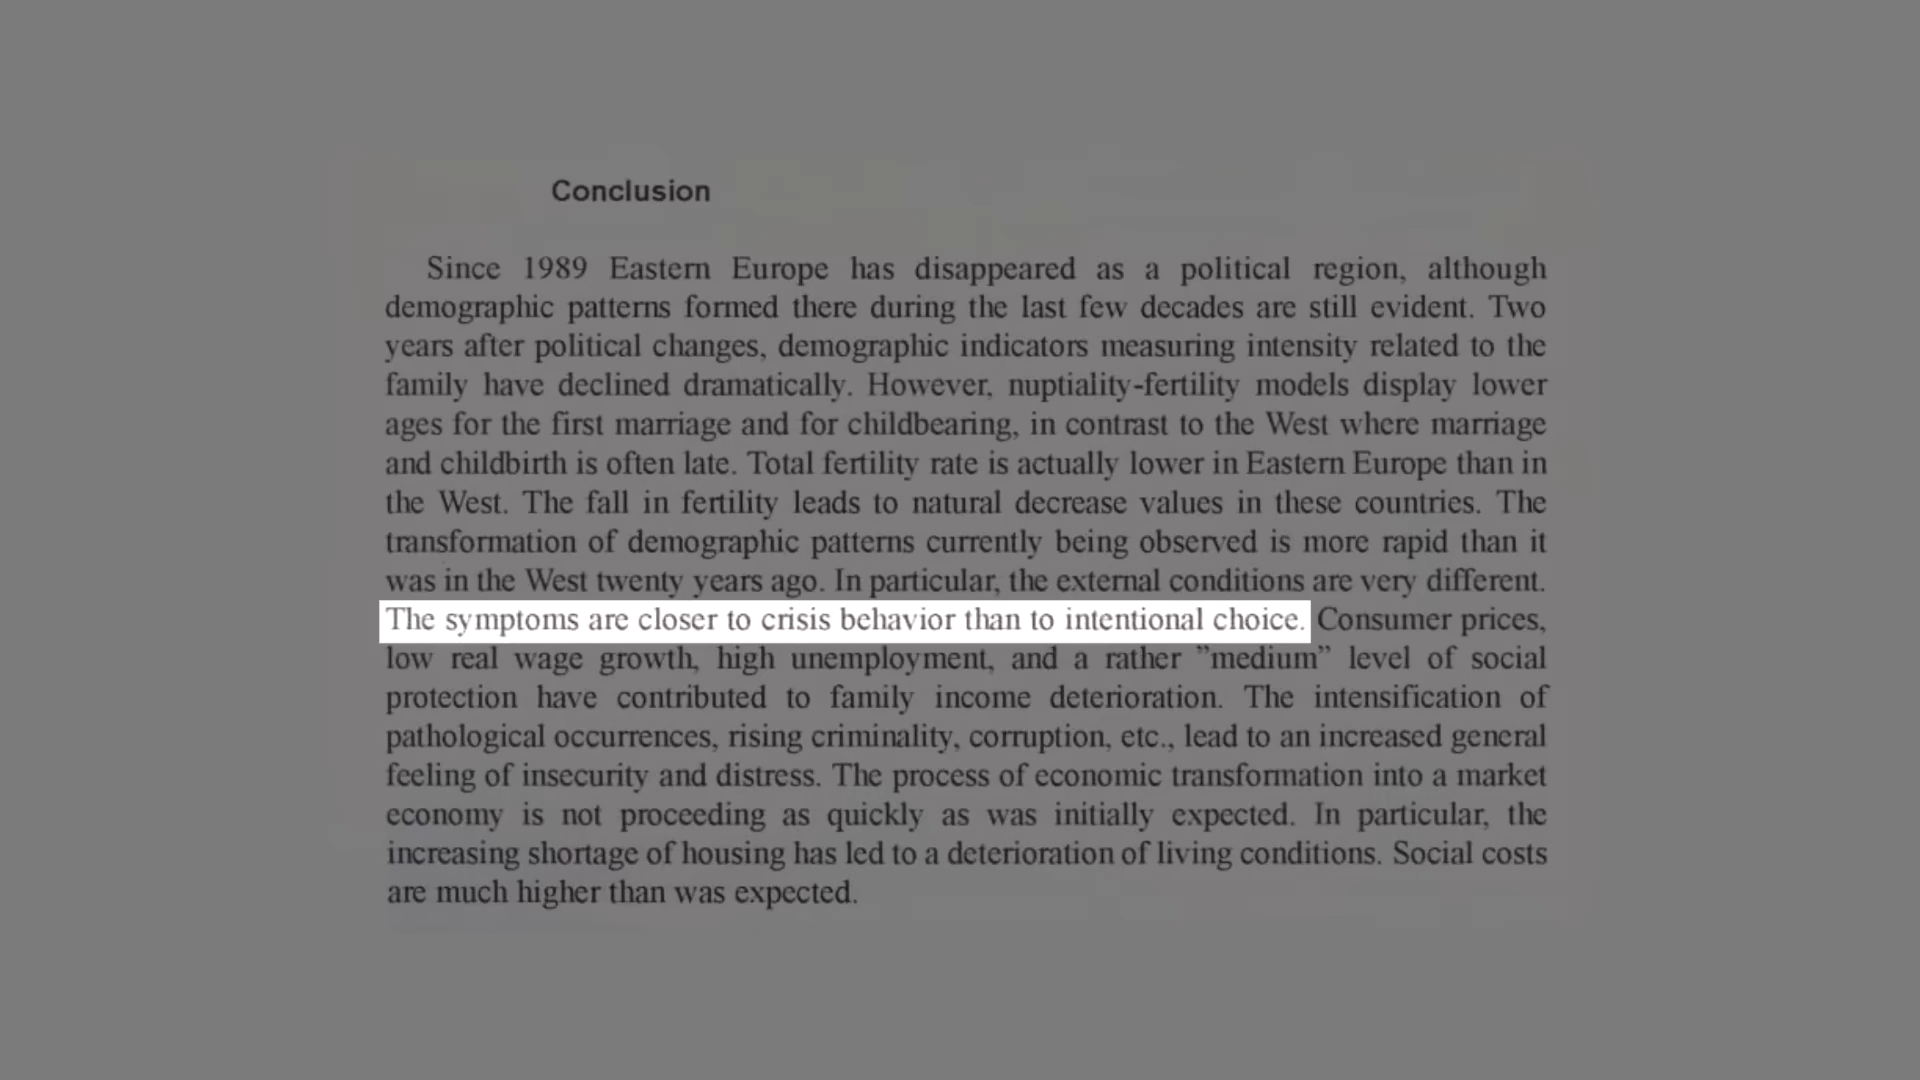 Conclusion
Since 1989 Eastern Europe has disappeared as a political region, although
demographic patterns formed there during the last few decades are still evident. Two
years after political changes, demographic indicators measuring intensity related to the
family have declined dramatically. However, nuptiality-fertility models display lower
ages for the first marriage and for childbearing, in contrast to the West where marriage
and childbirth is often late. Total fertility rate is actually lower in Eastern Europe than in
the West. The fall in fertility leads to natural decrease values in these countries. The
transformation of demographic patterns currently being observed is more rapid than it
was in the West twenty years ago. In particular, the external conditions are very different.
The symptoms are closer to crisis behavior than to intentional choice. Consumer prices,
low real wage growth, high unemployment, and a rather ”medium” level of social
protection have contributed to family income deterioration. The intensification of
pathological occurrences, rising criminality, corruption, etc., lead to an increased general
feeling of insecurity and distress. The process of economic transformation into a market
economy is not proceeding as quickly as was initially expected. In particular, the
increasing shortage of housing has led to a deterioration of living conditions. Social costs
are much higher than was expected.